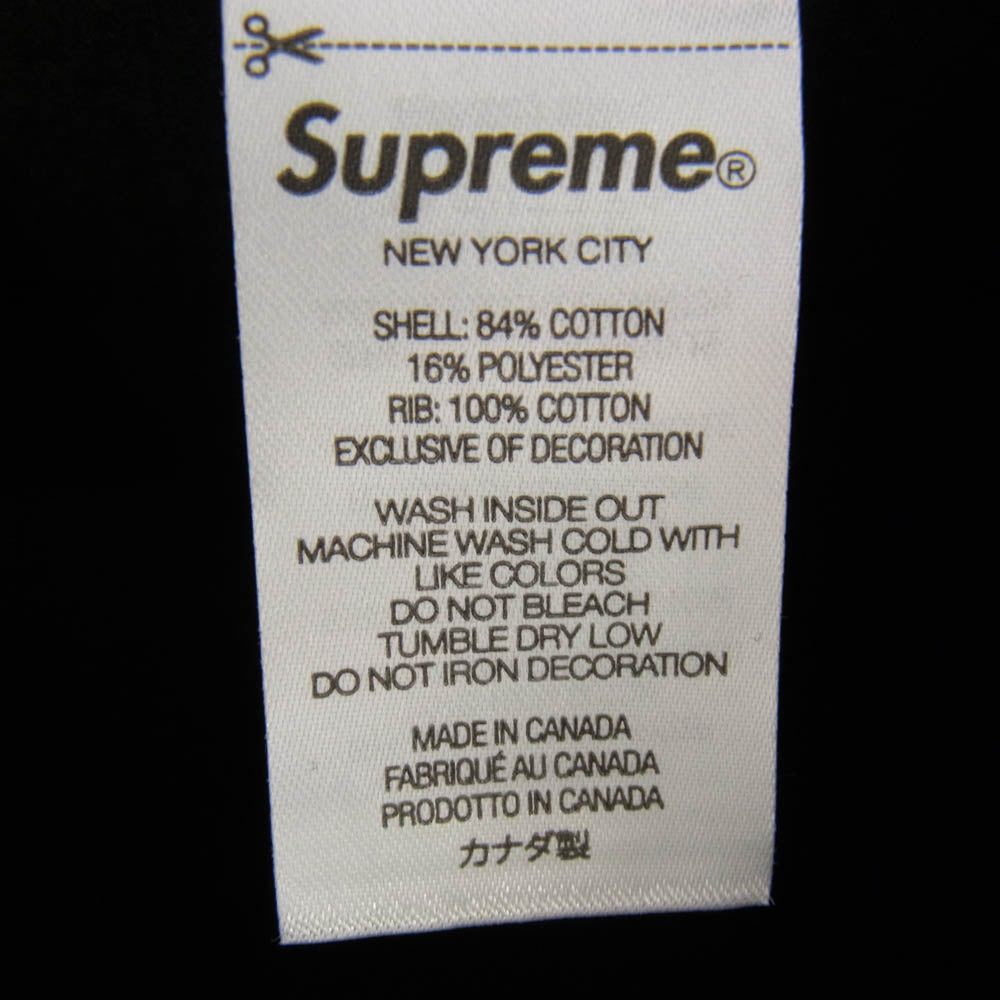 Supreme®
NEW YORK CITY
SHELL: 84% COTTON
16% POLYESTER
RIB: 100% COTTON
EXCLUSIVE OF DECORATION
WASH INSIDE OUT
MACHINE WASH COLD WITH
LIKE COLORS
DO NOT BLEACH
TUMBLE DRY LOW
DO NOT IRON DECORATION
MADE IN CANADA
FABRIQUÉ AU CANADA
PRODOTTO IN CANADA
カナダ製